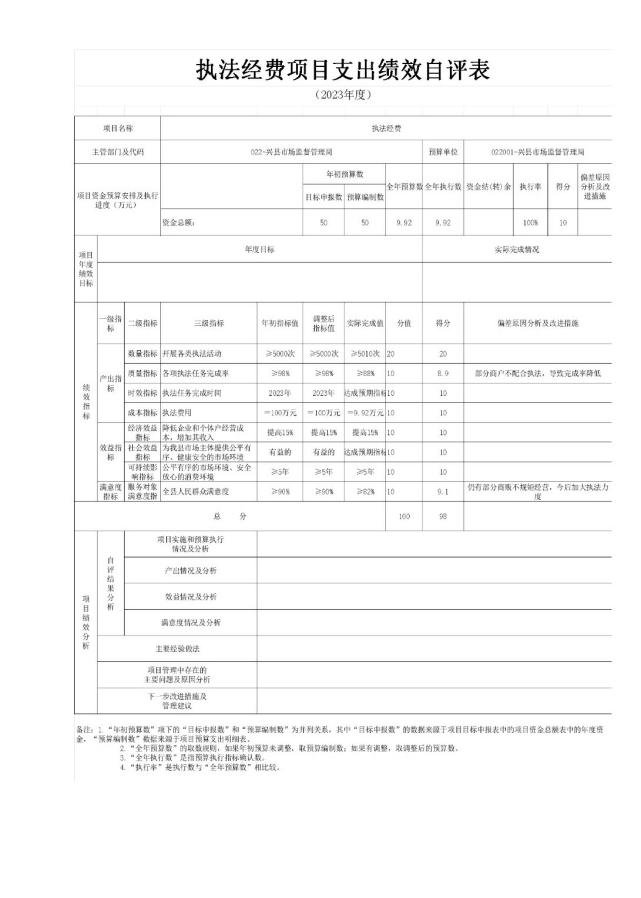 执法经费项目支出绩效自评表
（2023年度）
项目名称 执法经费
主管部门及代码 022-兴县市场监督管理局 预算单位 022001-兴县市场监督管理局
项目资金预算安排及执行进度（万元） 年初预算数 全年预算数 全年执行数 资金结(转)余 执行率 得分 偏差原因分析及改进措施
目标申报数 预算编制数
资金总额： 50 50 9.92 9.92 100% 10
项目年度绩效目标 年度目标 实际完成情况
绩效指标 一级指标 二级指标 三级指标 年初指标值 调整后指标值 实际完成值 分值 得分 偏差原因分析及改进措施
产出指标 数量指标 开展各类执法活动 ≥5000次 ≥5000次 ≥5010次 20 20
质量指标 各项执法任务完成率 ≥98% ≥98% ≥88% 10 8.9 部分商户不配合执法，导致完成率降低
时效指标 执法任务完成时间 2023年 2023年 达成预期指标 10 10
成本指标 执法费用 =100万元 =100万元 =9.92万元 10 10
效益指标 经济效益指标 降低企业和个体户经营成本，增加其收入 提高15% 提高15% 提高15% 10 10
社会效益指标 为我县市场主体提供公平有序、健康安全的市场环境 有益的 有益的 达成预期指标 10 10
可持续影响指标 公平有序的市场环境、安全放心的消费环境 ≥5年 ≥5年 ≥5年 10 10
满意度指标 服务对象满意度指 全县人民群众满意度 ≥90% ≥90% ≥82% 10 9.1 仍有部分商贩不规矩经营，今后加大执法力度
总 分 100 98
项目绩效分析 自评结果分析 项目实施和预算执行情况及分析
产出情况及分析
效益情况及分析
满意度情况及分析
主要经验做法
项目管理中存在的主要问题及原因分析
下一步改进措施及管理建议
备注：1.“年初预算数”项下的“目标申报数”和“预算编制数”为并列关系，其中“目标申报数”的数据来源于项目目标申报表中的项目资金总额表中的年度资
金，“预算编制数”数据来源于项目预算支出明细表。
2.“全年预算数”的取数规则，如果年初预算未调整，取预算编制数；如果有调整，取调整后的预算数。
3.“全年执行数”是指预算执行指标确认数。
4.“执行率”是执行数与“全年预算数”相比较。